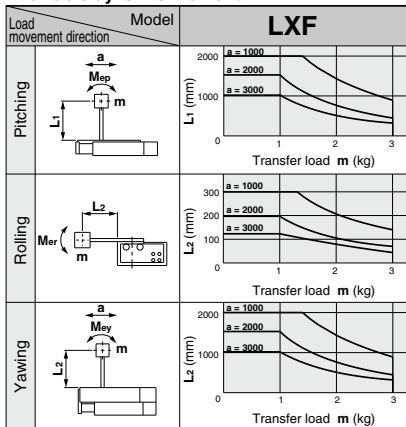 Model
Load
movement direction
LXF
Pitching
a
Mep
m
L1
L1 (mm)
2000
1000
0
a = 1000
a = 2000
a = 3000
1
2
3
Transfer load m (kg)
Rolling
L2
Mer
m
L2 (mm)
300
200
100
0
a = 1000
a = 2000
a = 3000
1
2
3
Transfer load m (kg)
Yawing
a
Mey
m
L2
L2 (mm)
2000
1000
0
a = 1000
a = 2000
a = 3000
1
2
3
Transfer load m (kg)